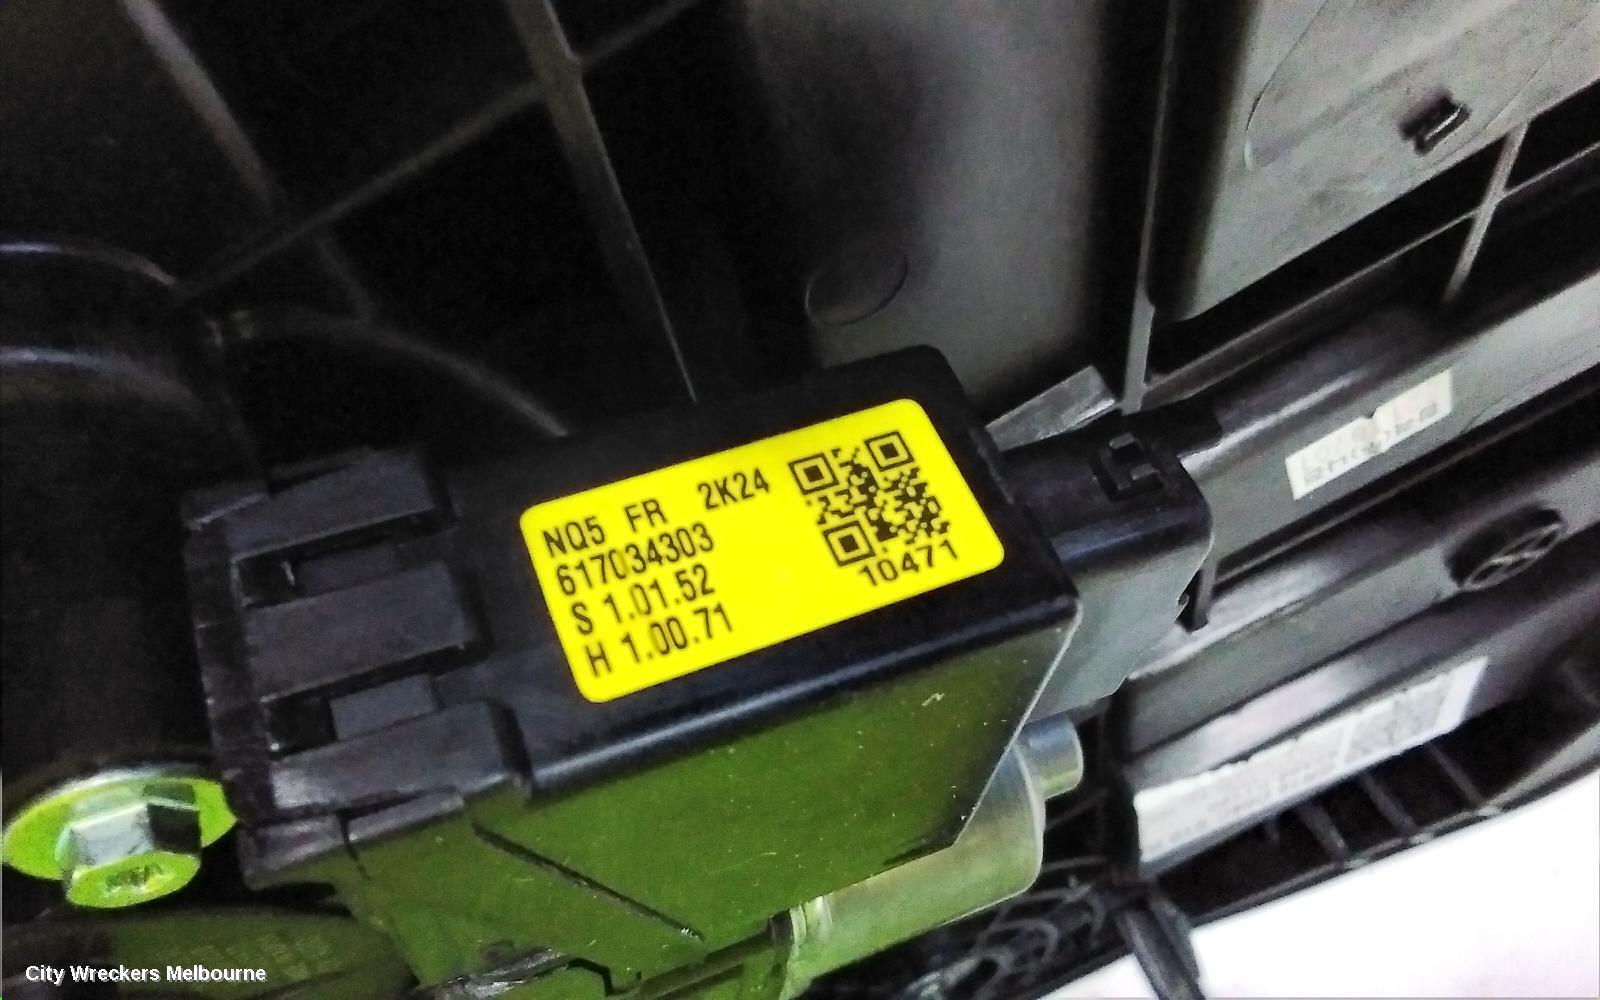 NQ5 FR 2K24
617034303
S 1.01.52
H 1.00.71
10471
City Wreckers Melbourne